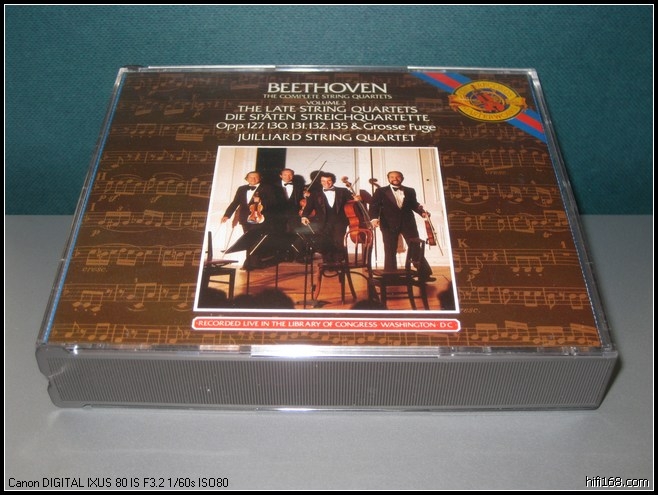 BEETHOVEN
THE COMPLETE STRING QUARTETS
VOLUME 3
THE LATE STRING QUARTETS
DIE SPÄTEN STREICHQUARTETTE
Opp. 127, 130, 131, 132, 135 & Grosse Fuge
JUILLIARD STRING QUARTET
RECORDED LIVE IN THE LIBRARY OF CONGRESS · WASHINGTON · D C
Canon DIGITAL IXUS 80 IS F3.2 1/60s ISO80
hifi168.com